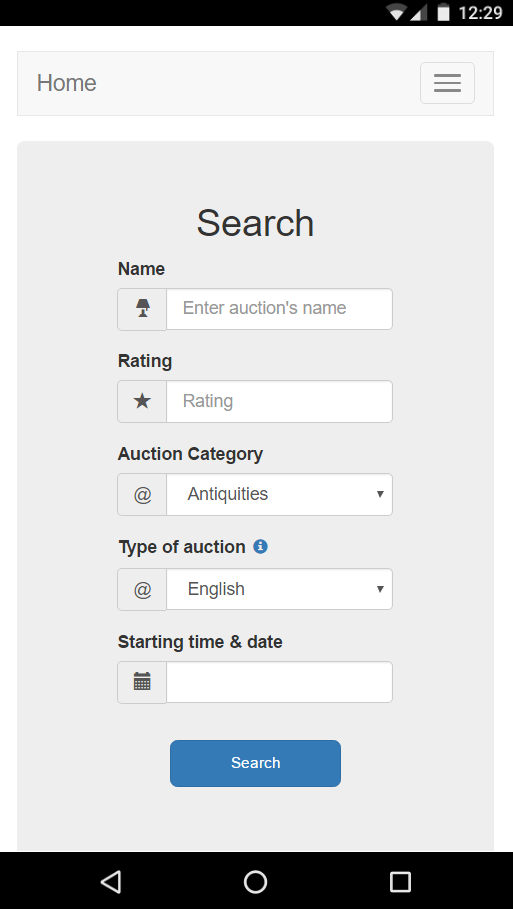 12:29
Home
Search
Name
Enter auction's name
Rating
Rating
Auction Category
@ Antiquities
Type of auction
@ English
Starting time & date
Search